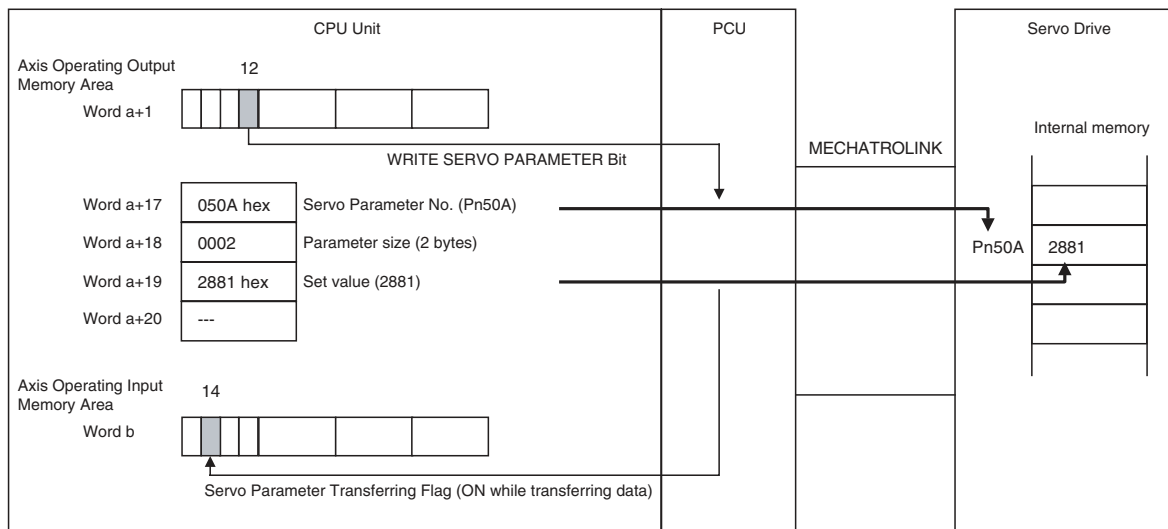 CPU Unit
PCU
Servo Drive
Axis Operating Output
Memory Area
12
Word a+1
WRITE SERVO PARAMETER Bit
MECHATROLINK
Internal memory
Word a+17
050A hex
Servo Parameter No. (Pn50A)
Word a+18
0002
Parameter size (2 bytes)
Pn50A
2881
Word a+19
2881 hex
Set value (2881)
Word a+20
---
Axis Operating Input
Memory Area
14
Word b
Servo Parameter Transferring Flag (ON while transferring data)